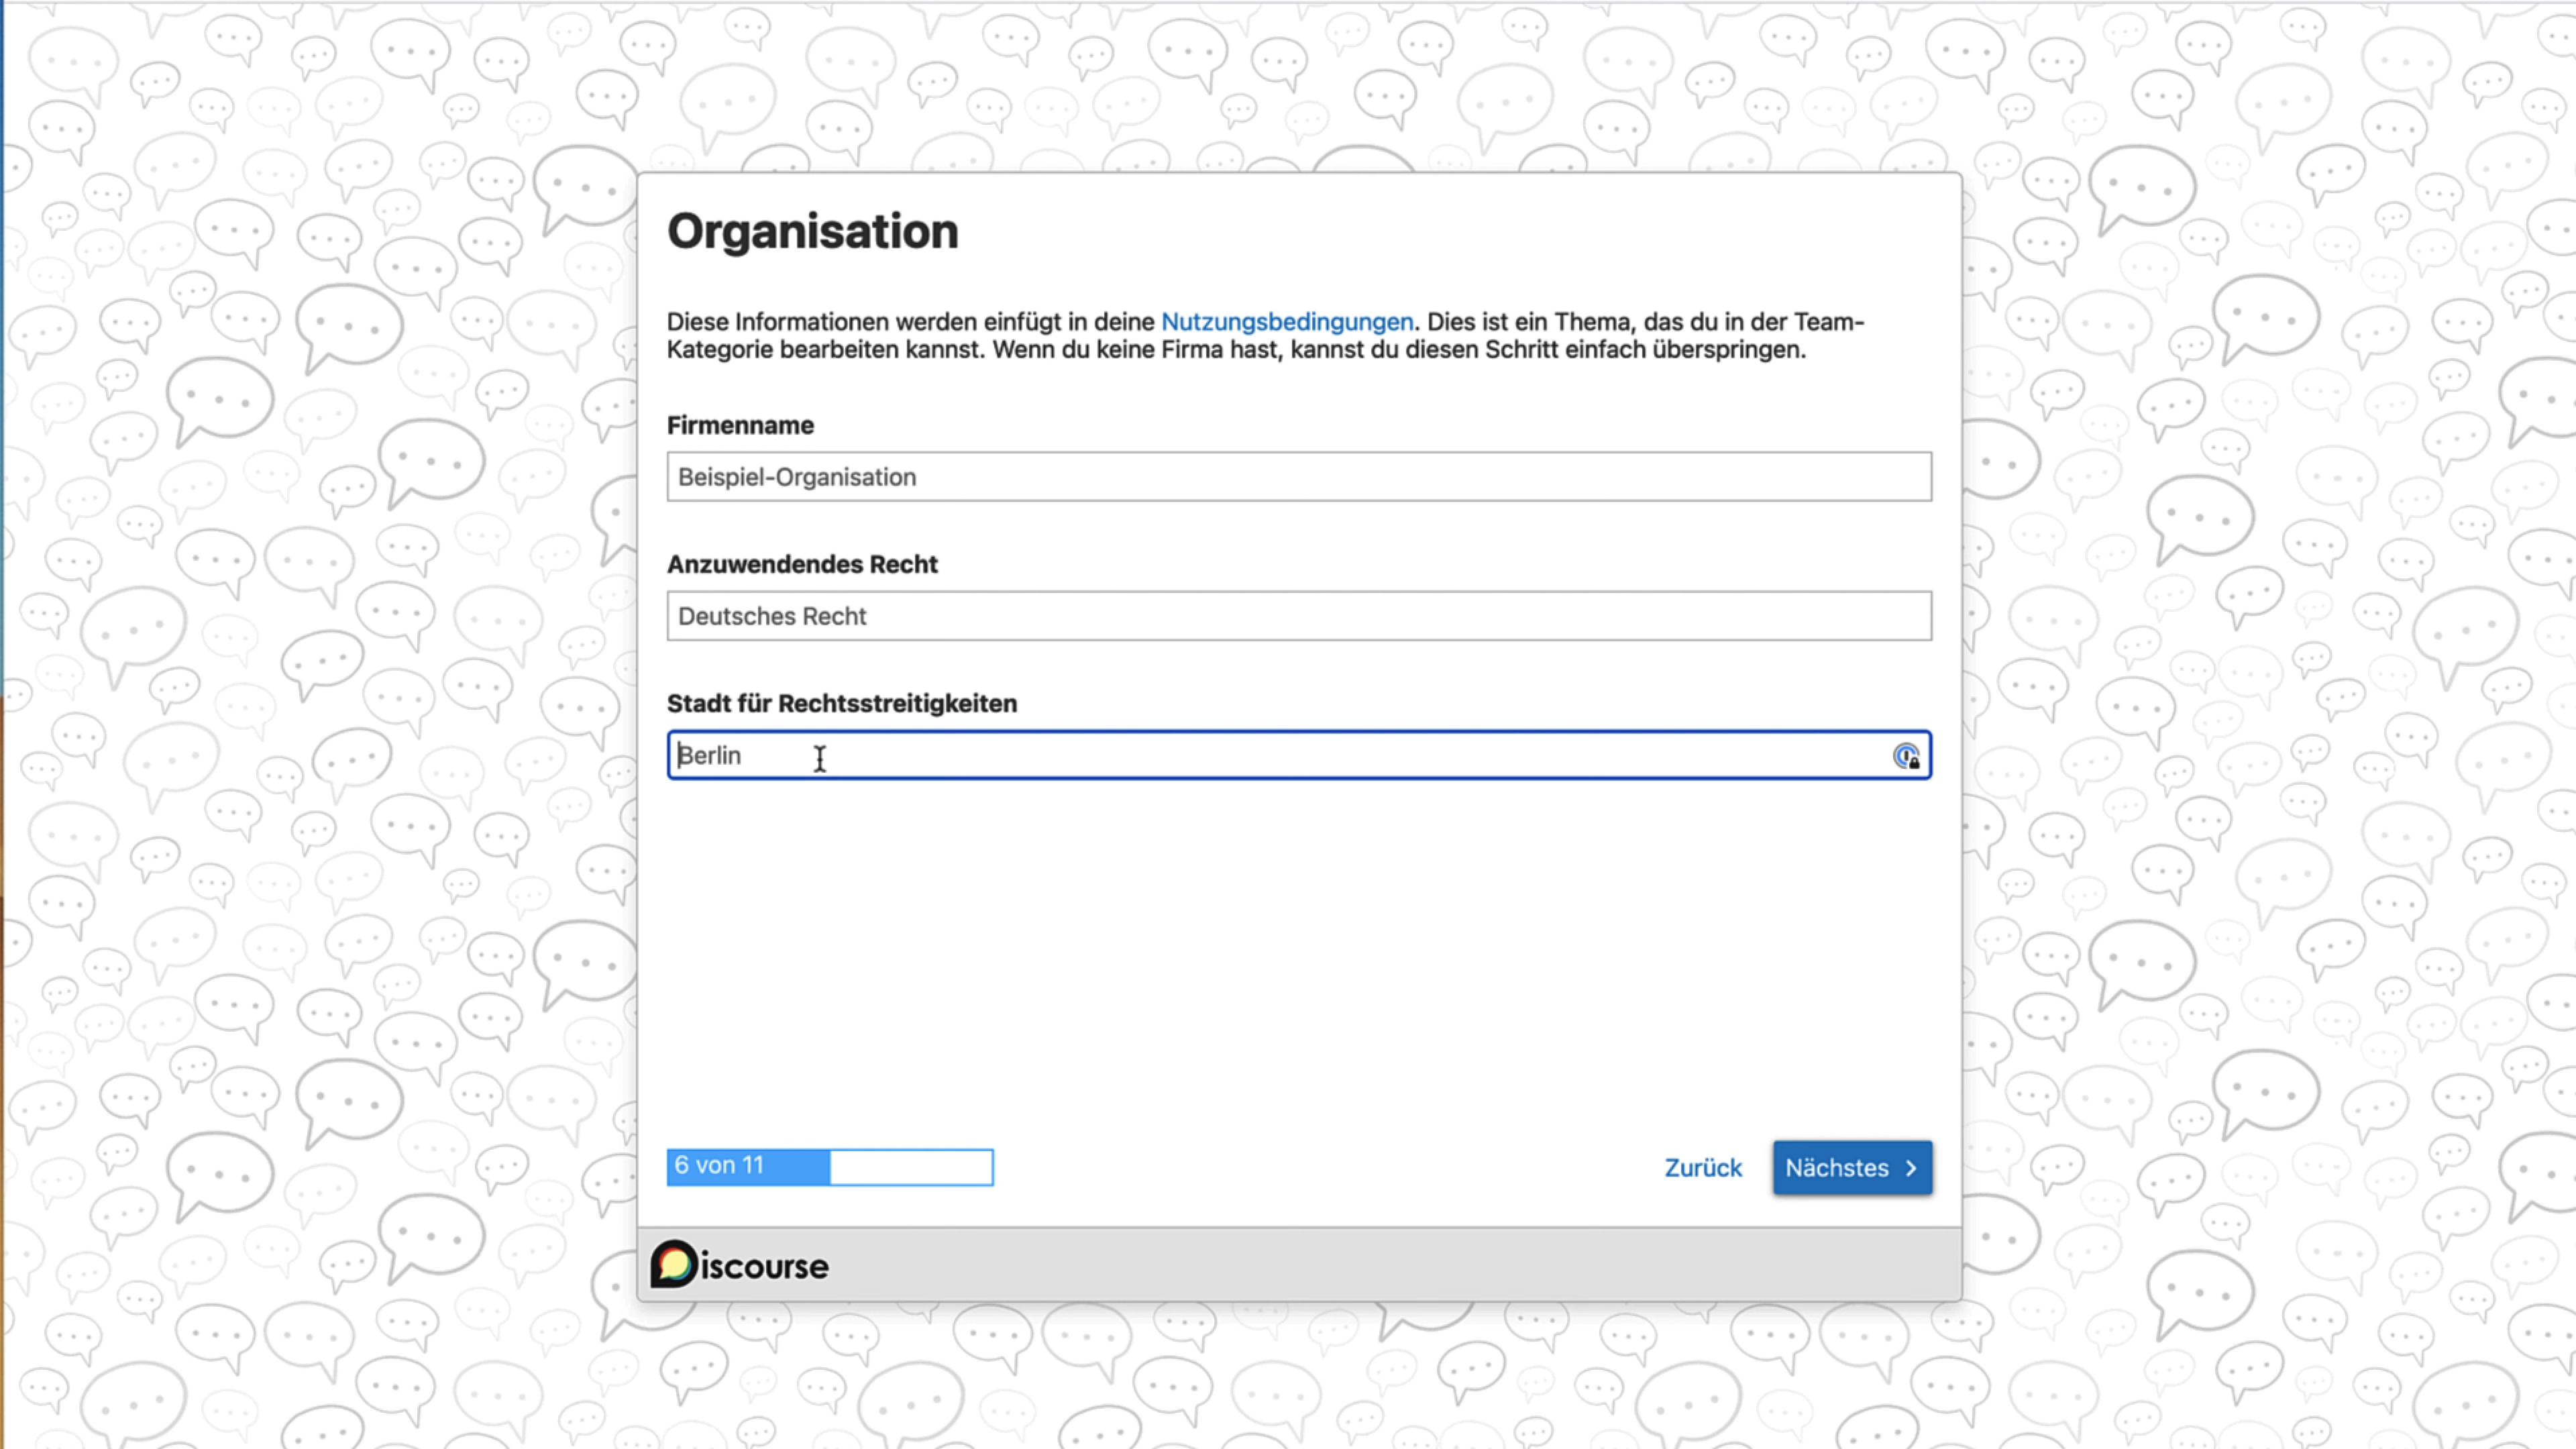 Organisation
Diese Informationen werden einfügt in deine Nutzungsbedingungen. Dies ist ein Thema, das du in der Team-
Kategorie bearbeiten kannst. Wenn du keine Firma hast, kannst du diesen Schritt einfach überspringen.
Firmenname
Beispiel-Organisation
Anzuwendendes Recht
Deutsches Recht
Stadt für Rechtsstreitigkeiten
Berlin
6 von 11
Zurück
Nächstes
Discourse